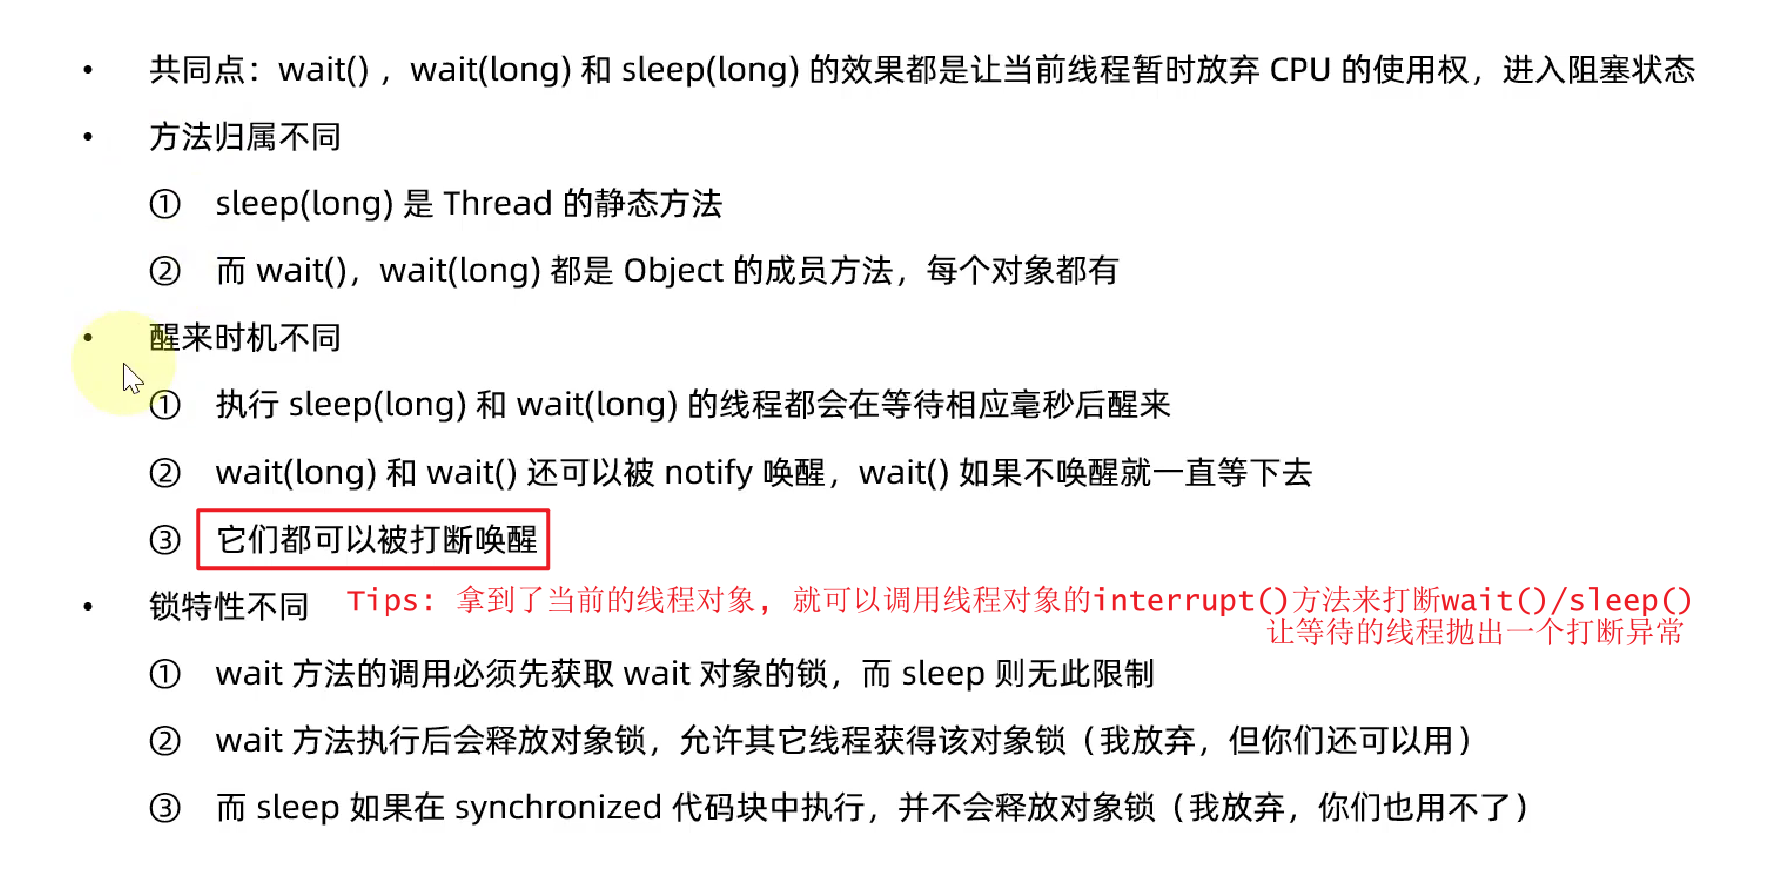 • 共同点：wait() ，wait(long) 和 sleep(long) 的效果都是让当前线程暂时放弃 CPU 的使用权，进入阻塞状态
• 方法归属不同
① sleep(long) 是 Thread 的静态方法
② 而 wait()，wait(long) 都是 Object 的成员方法，每个对象都有
• 醒来时机不同
① 执行 sleep(long) 和 wait(long) 的线程都会在等待相应毫秒后醒来
② wait(long) 和 wait() 还可以被 notify 唤醒，wait() 如果不唤醒就一直等下去
③ 它们都可以被打断唤醒
• 锁特性不同
Tips: 拿到了当前的线程对象，就可以调用线程对象的interrupt()方法来打断wait()/sleep()
让等待的线程抛出一个打断异常
① wait 方法的调用必须先获取 wait 对象的锁，而 sleep 则无此限制
② wait 方法执行后会释放对象锁，允许其它线程获得该对象锁（我放弃，但你们还可以用）
③ 而 sleep 如果在 synchronized 代码块中执行，并不会释放对象锁（我放弃，你们也用不了）